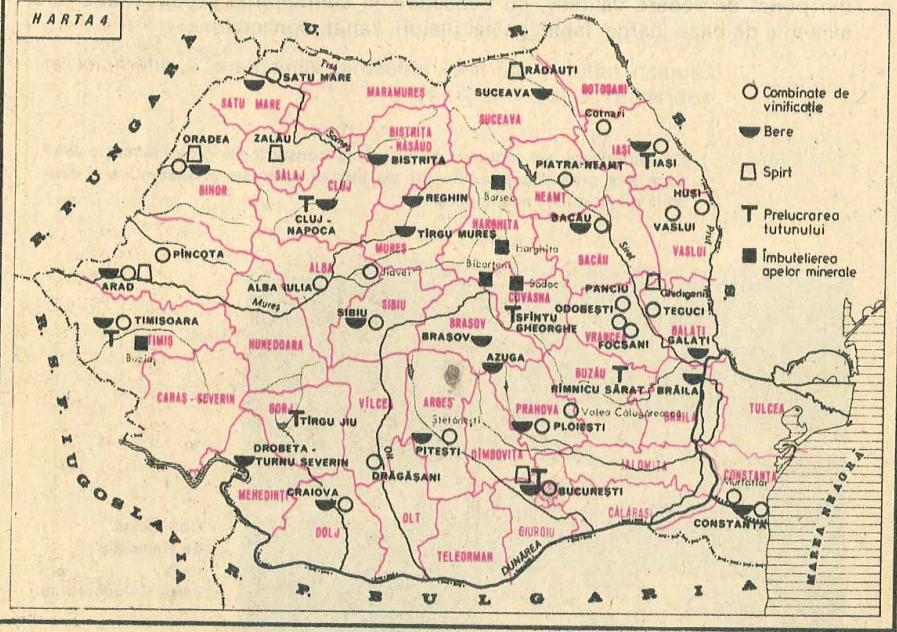 HARTA 4
R. P. UNGARĂ
U.
R.
S.
S.
SATU MARE
SATU MARE
MARAMUREȘ
RĂDĂUȚI
SUCEAVA
SUCEAVA
BOTOȘANI
Cotnari
Combinate de
vinificație
Bere
Spirt
Prelucrarea
tutunului
Îmbutelierea
apelor minerale
ORADEA
ZALĂU
Someș
BISTRIȚA
NĂSĂUD
BISTRIȚA
IAȘI
IAȘI
PIATRA-NEAMȚ
BIHOR
SĂLAJ
CLUJ
CLUJ-
NAPOCA
REGHIN
Borsec
NEAMȚ
HUȘI
VASLUI
Prut
VASLUI
TÎRGU MUREȘ
MUREȘ
HARGHITA
Harghita
BACĂU
BACĂU
Siret
PÎNCOTA
ARAD
Mureș
ALBA
ALBA IULIA
SIBIU
SIBIU
COVASNA
SFÎNTU
GHEORGHE
PANCIU
ODOBEȘTI
Ghidigeni
TECUCI
GALAȚI
GALAȚI
VRANCEA
FOCȘANI
TIMIȘOARA
TIMIȘ
HUNEDOARA
BRAȘOV
BRAȘOV
AZUGA
BUZĂU
RÎMNICU SĂRAT
BRĂILA
BRĂILA
CARAȘ-SEVERIN
GORJ
TÎRGU JIU
VÎLCEA
ARGEȘ
Ștefănești
PITEȘTI
PRAHOVA
Valea Călugărească
PLOIEȘTI
TULCEA
DÎMBOVIȚA
IALOMIȚA
DROBETA-
TURNU SEVERIN
DRĂGĂȘANI
Olt
BUCUREȘTI
CONSTANȚA
Murfatlar
CONSTANȚA
MEHEDINȚI
CRAIOVA
DOLJ
OLT
TELEORMAN
GIURGIU
CĂLĂRAȘI
DUNĂREA
R. S. F. IUGOSLAVIA
R. P. BULGARIA
MAREA NEAGRĂ